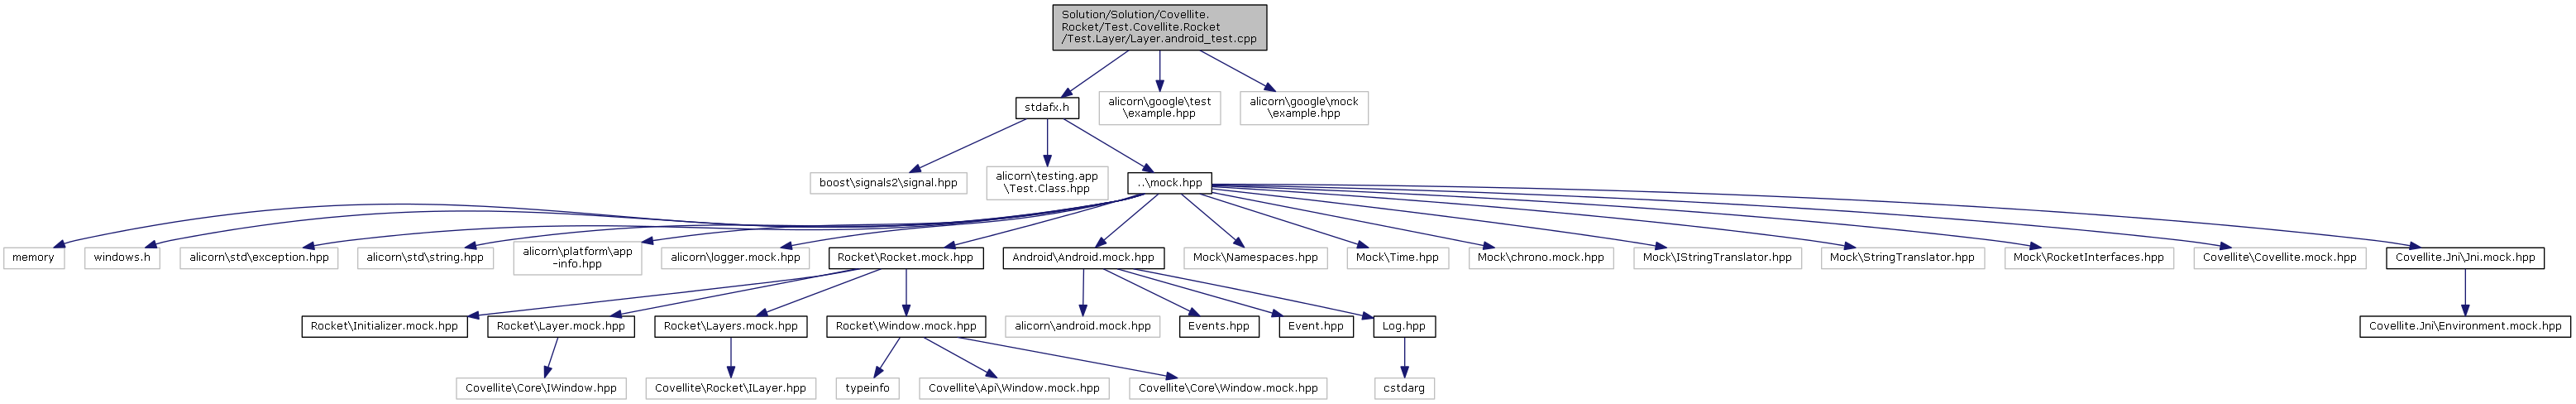 Solution/Solution/Covellite.
Rocket/Test.Covellite.Rocket
/Test.Layer/Layer.android_test.cpp
stdafx.h
alicorn\google\test
\example.hpp
alicorn\google\mock
\example.hpp
boost\signals2\signal.hpp
alicorn\testing.app
\Test.Class.hpp
..\mock.hpp
memory
windows.h
alicorn\std\exception.hpp
alicorn\std\string.hpp
alicorn\platform\app
-info.hpp
alicorn\logger.mock.hpp
Rocket\Rocket.mock.hpp
Android\Android.mock.hpp
Mock\Namespaces.hpp
Mock\Time.hpp
Mock\chrono.mock.hpp
Mock\IStringTranslator.hpp
Mock\StringTranslator.hpp
Mock\RocketInterfaces.hpp
Covellite\Covellite.mock.hpp
Covellite.Jni\Jni.mock.hpp
Rocket\Initializer.mock.hpp
Rocket\Layer.mock.hpp
Rocket\Layers.mock.hpp
Rocket\Window.mock.hpp
alicorn\android.mock.hpp
Events.hpp
Event.hpp
Log.hpp
Covellite.Jni\Environment.mock.hpp
Covellite\Core\IWindow.hpp
Covellite\Rocket\ILayer.hpp
typeinfo
Covellite\Api\Window.mock.hpp
Covellite\Core\Window.mock.hpp
cstdarg